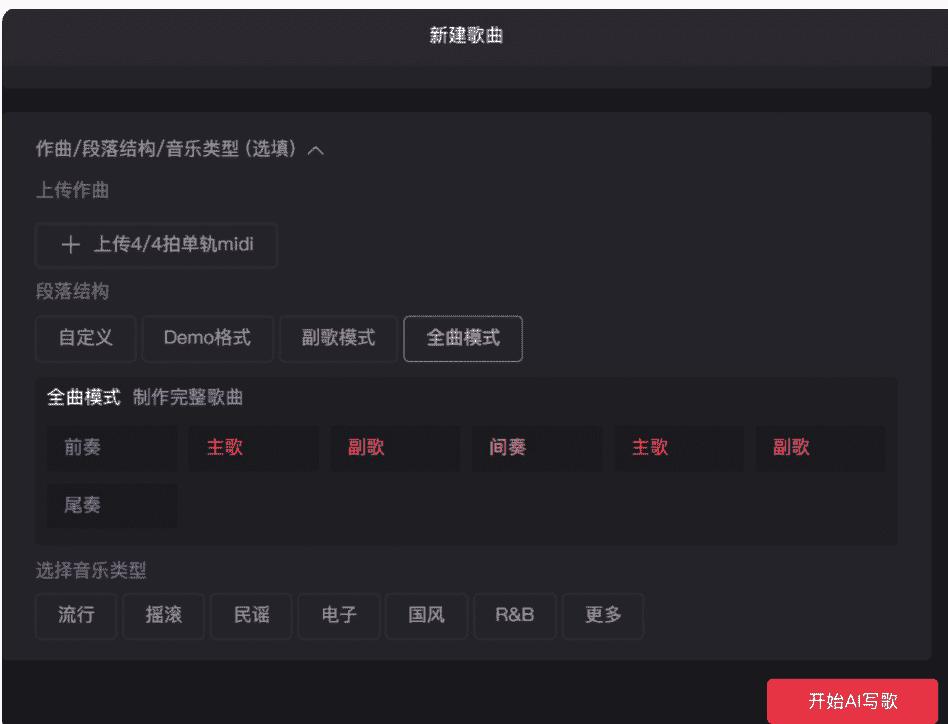 新建歌曲
作曲/段落结构/音乐类型 (选填)
上传作曲
上传4/4拍单轨midi
段落结构
自定义 Demo格式 副歌模式 全曲模式
全曲模式 制作完整歌曲
前奏 主歌 副歌 间奏 主歌 副歌
尾奏
选择音乐类型
流行 摇滚 民谣 电子 国风 R&B 更多
开始AI写歌